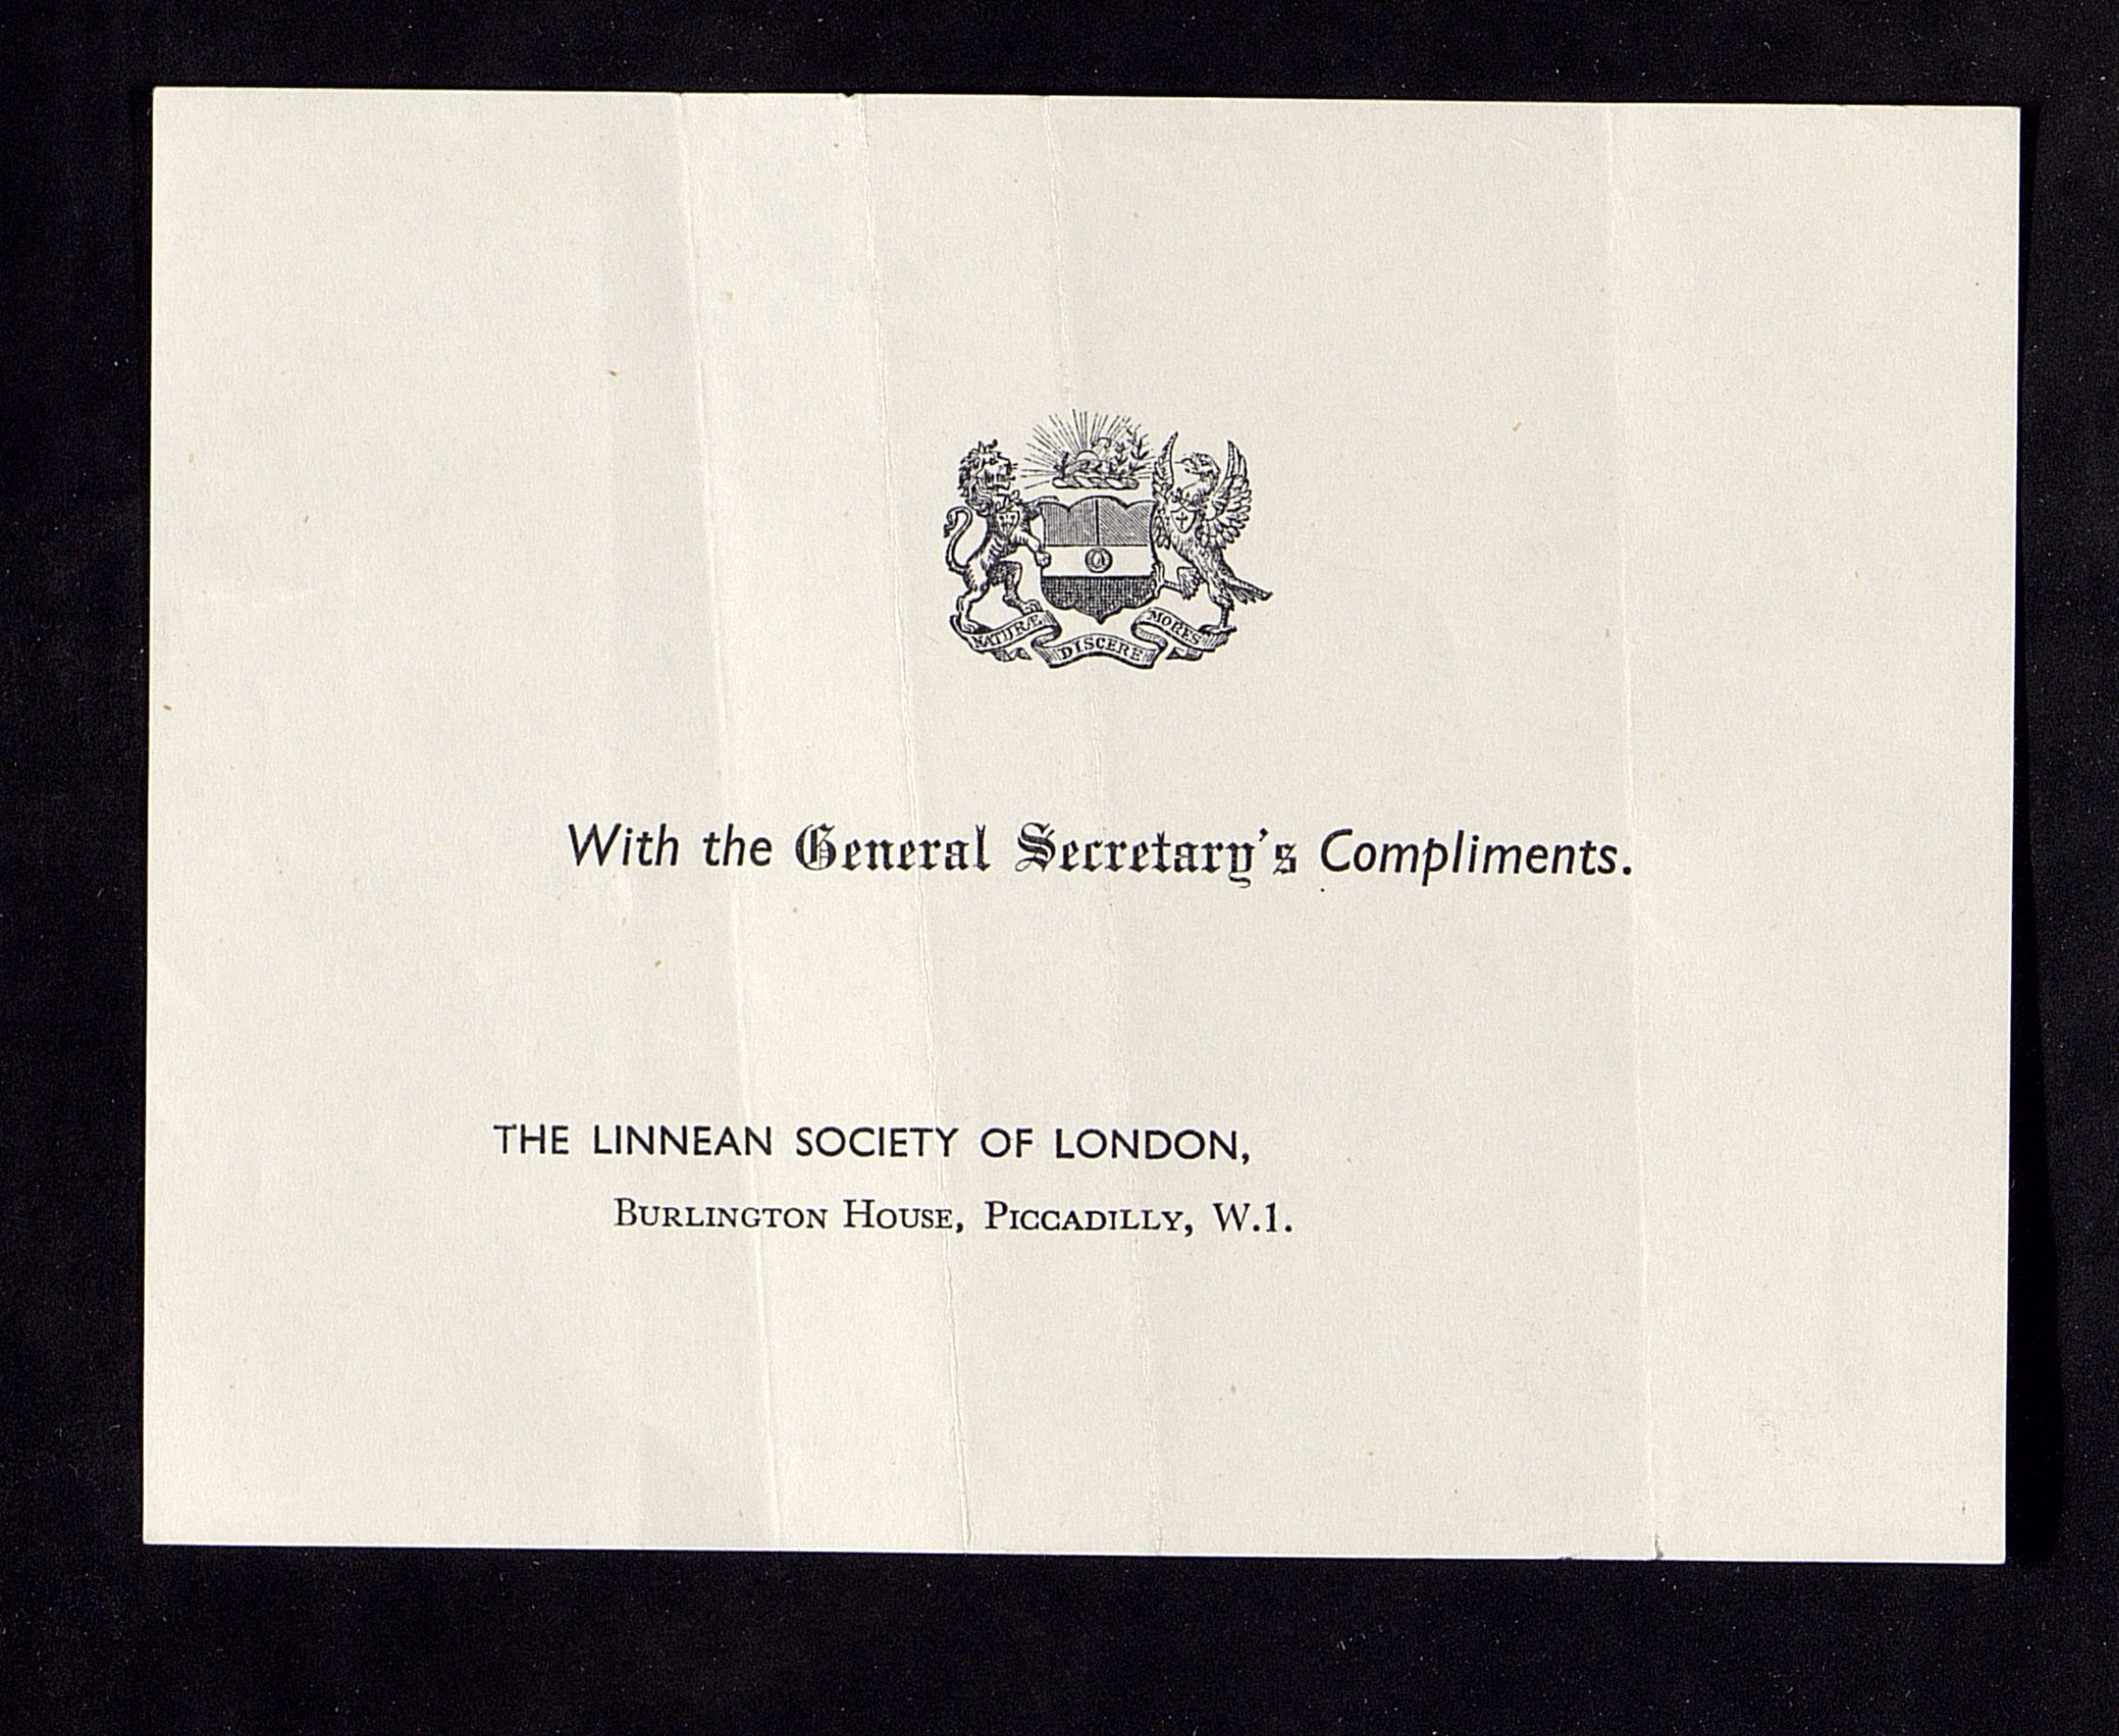 NATURÆ DISCERE MORES
With the General Secretary's Compliments.
THE LINNEAN SOCIETY OF LONDON,
BURLINGTON HOUSE, PICCADILLY, W.1.